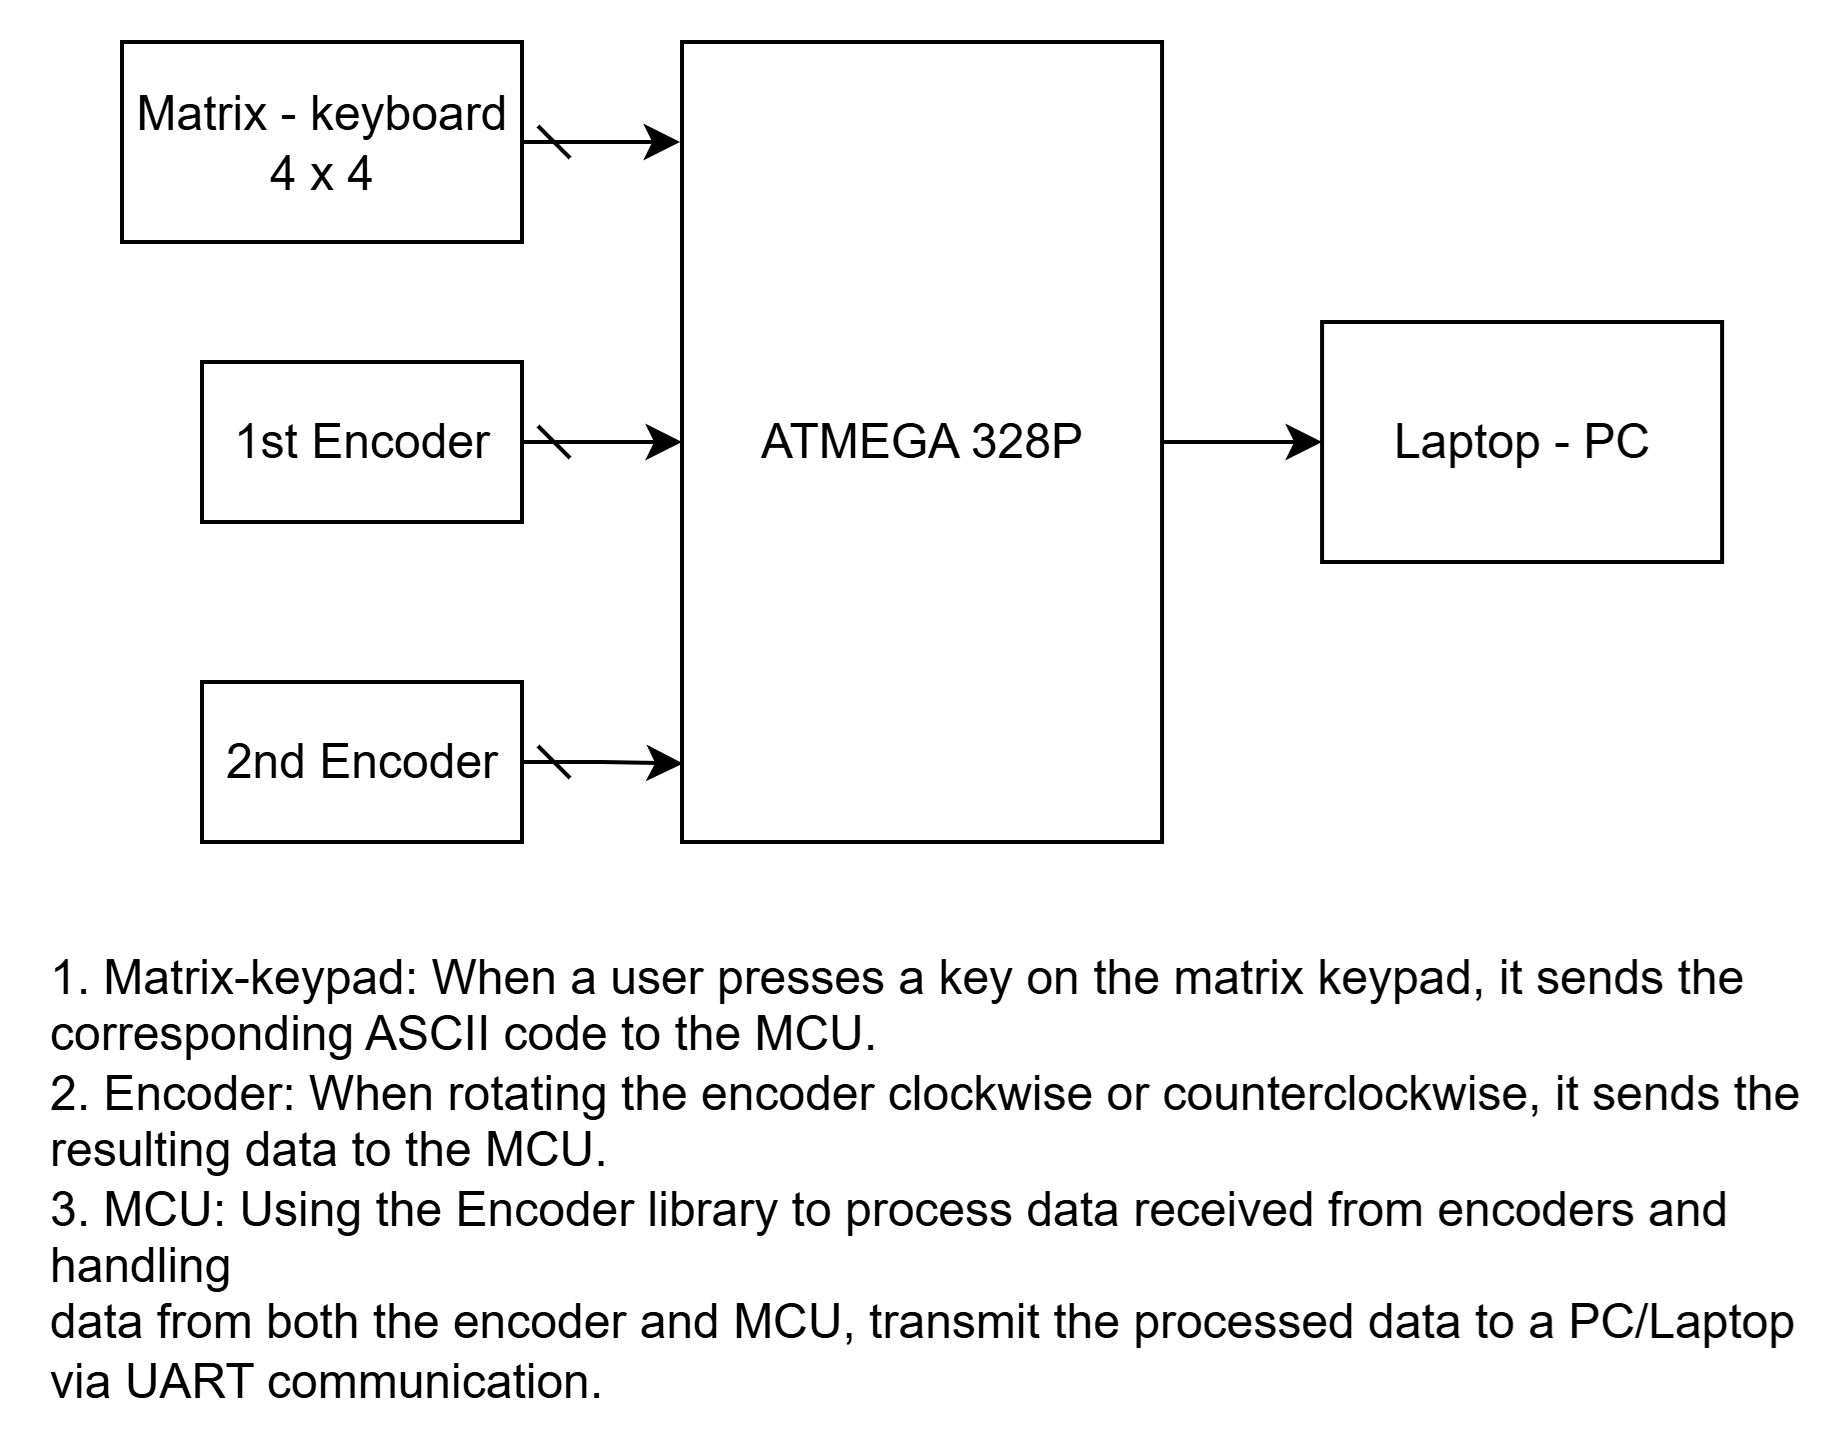 Matrix - keyboard
4 x 4
1st Encoder
ATMEGA 328P
Laptop - PC
2nd Encoder
1. Matrix-keypad: When a user presses a key on the matrix keypad, it sends the
corresponding ASCII code to the MCU.
2. Encoder: When rotating the encoder clockwise or counterclockwise, it sends the
resulting data to the MCU.
3. MCU: Using the Encoder library to process data received from encoders and
handling
data from both the encoder and MCU, transmit the processed data to a PC/Laptop
via UART communication.